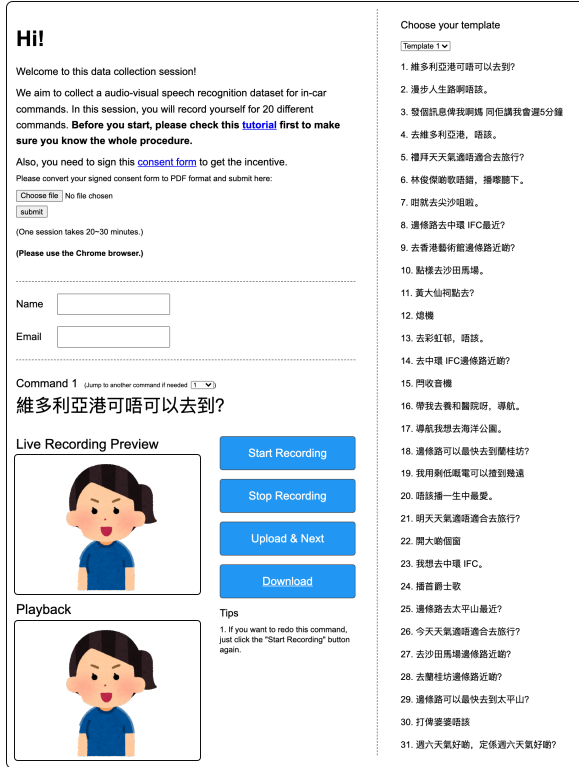 Hi!
Welcome to this data collection session!
We aim to collect a audio-visual speech recognition dataset for in-car
commands. In this session, you will record yourself for 20 different
commands. Before you start, please check this tutorial first to make
sure you know the whole procedure.
Also, you need to sign this consent form to get the incentive.
Please convert your signed consent form to PDF format and submit here:
Choose file No file chosen
submit
(One session takes 20~30 minutes.)
(Please use the Chrome browser.)
Name
Email
Command 1 (Jump to another command if needed 1 )
維多利亞港可唔可以去到?
Live Recording Preview
Start Recording
Stop Recording
Upload & Next
Download
Playback
Tips
1. If you want to redo this command,
just click the "Start Recording" button
again.
Choose your template
Template 1
1. 維多利亞港可唔可以去到?
2. 漫步人生路啊唔該。
3. 發個訊息俾我啊媽 同佢講我會遲5分鐘
4. 去維多利亞港，唔該。
5. 禮拜天天氣適唔適合去旅行?
6. 林俊傑啲歌唔錯，播嚟聽下。
7. 咁就去尖沙咀啦。
8. 邊條路去中環 IFC最近?
9. 去香港藝術館邊條路近啲?
10. 點樣去沙田馬場。
11. 黃大仙祠點去?
12. 熄機
13. 去彩虹邨，唔該。
14. 去中環 IFC邊條路近啲?
15. 閂收音機
16. 帶我去養和醫院呀，導航。
17. 導航我想去海洋公園。
18. 邊條路可以最快去到蘭桂坊?
19. 我用剩低嘅電可以揸到幾遠
20. 唔該播一生中最愛。
21. 明天天氣適唔適合去旅行?
22. 開大啲個窗
23. 我想去中環 IFC。
24. 播首爵士歌
25. 邊條路去太平山最近?
26. 今天天氣適唔適合去旅行?
27. 去沙田馬場邊條路近啲?
28. 去蘭桂坊邊條路近啲?
29. 邊條路可以最快去到太平山?
30. 打俾婆婆唔該
31. 週六天氣好啲，定係週六天氣好啲?